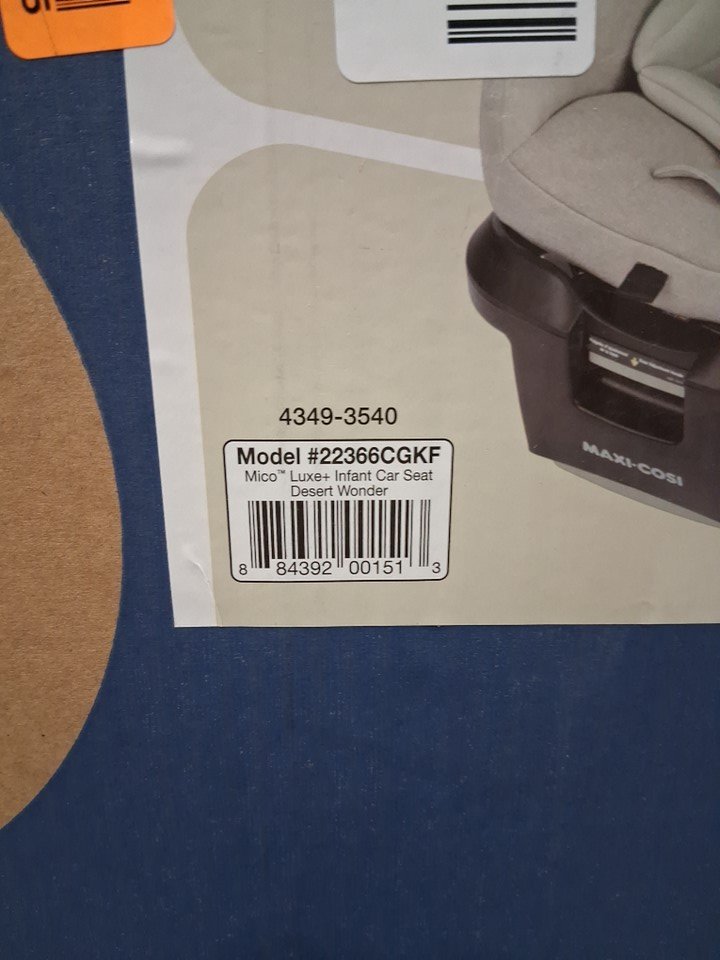 4349-3540
Model #22366CGKF
Mico™ Luxe+ Infant Car Seat
Desert Wonder
8 84392 00151 3
MAXI-COSI